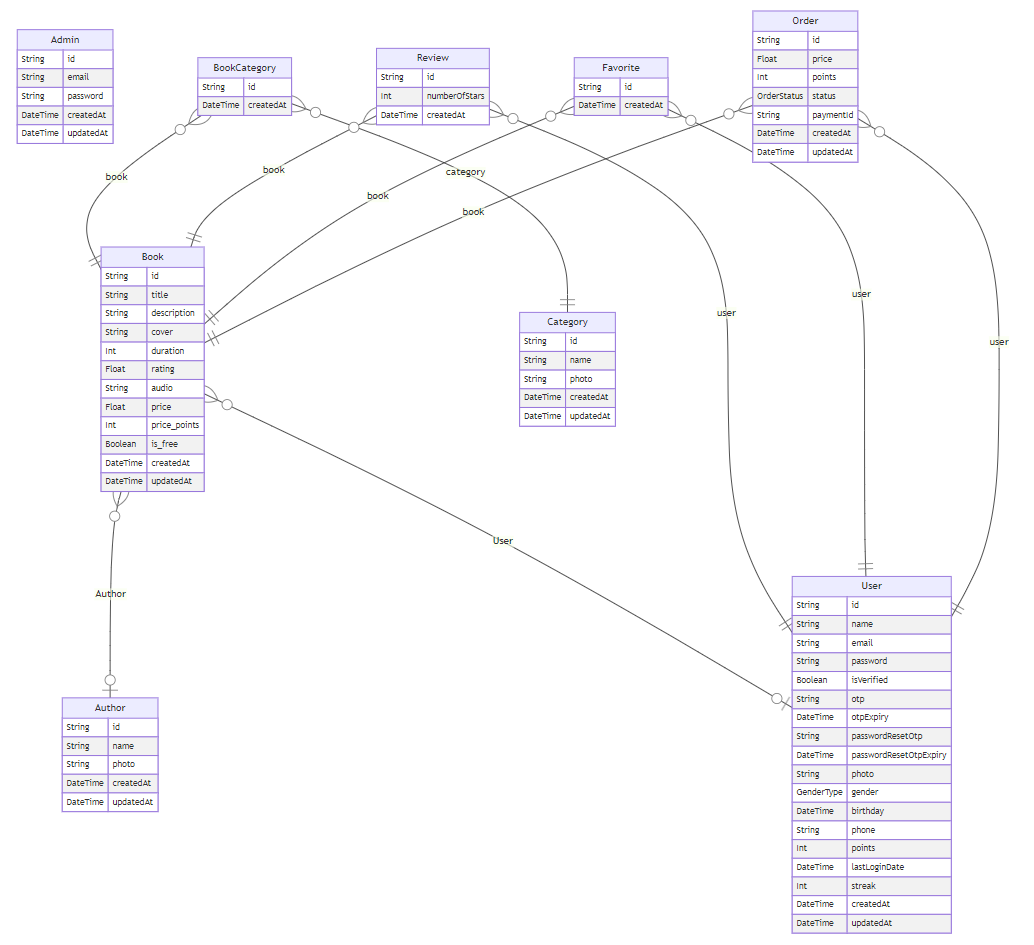 Admin
String id
String email
String password
DateTime createdAt
DateTime updatedAt
BookCategory
String id
DateTime createdAt
Review
String id
Int numberOfStars
DateTime createdAt
Favorite
String id
DateTime createdAt
Order
String id
Float price
Int points
OrderStatus status
String paymentId
DateTime createdAt
DateTime updatedAt
book
book
book
category
book
user
user
user
Book
String id
String title
String description
String cover
Int duration
Float rating
String audio
Float price
Int price_points
Boolean is_free
DateTime createdAt
DateTime updatedAt
Category
String id
String name
String photo
DateTime createdAt
DateTime updatedAt
User
Author
Author
String id
String name
String photo
DateTime createdAt
DateTime updatedAt
User
String id
String name
String email
String password
Boolean isVerified
String otp
DateTime otpExpiry
String passwordResetOtp
DateTime passwordResetOtpExpiry
String photo
GenderType gender
DateTime birthday
String phone
Int points
DateTime lastLoginDate
Int streak
DateTime createdAt
DateTime updatedAt